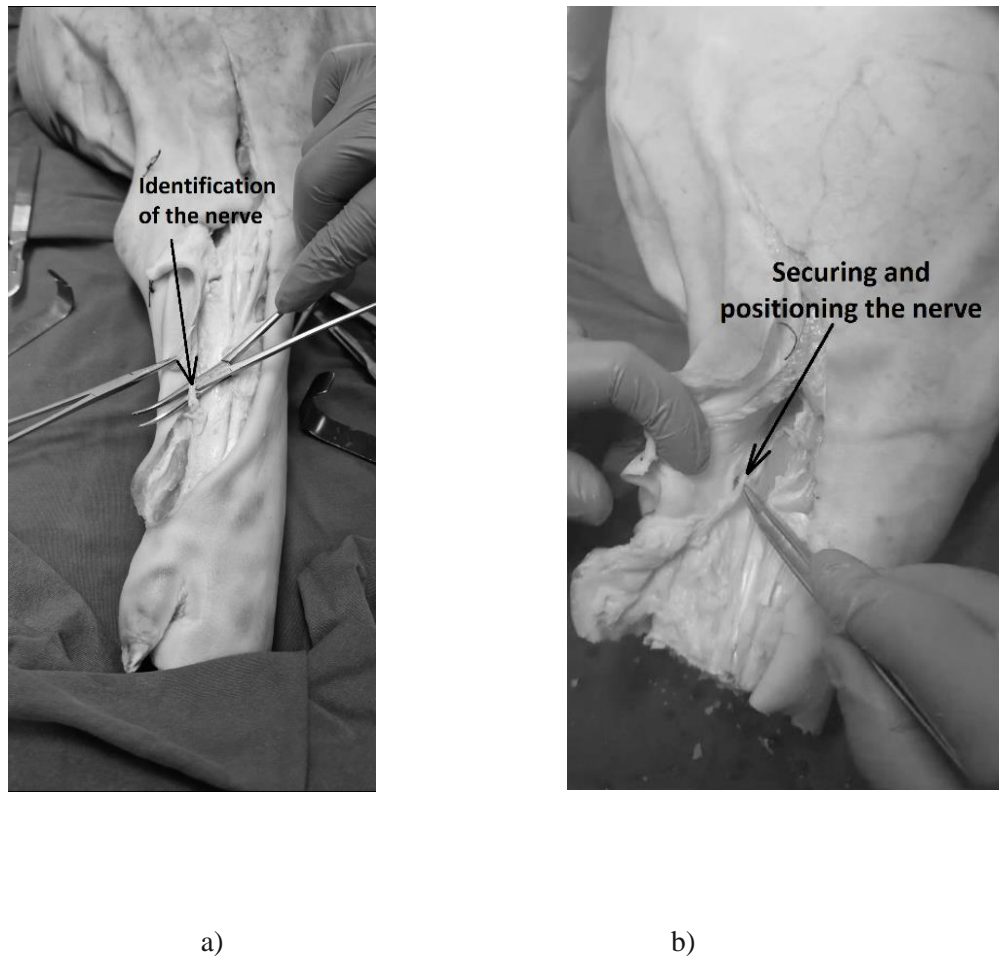 Identification
of the nerve
Securing and
positioning the nerve
a)
b)